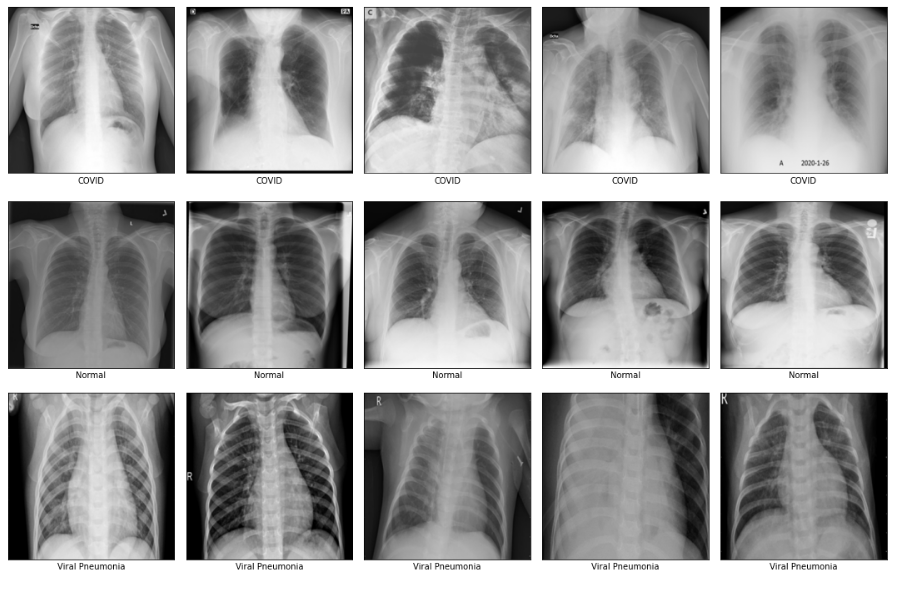 C
A 2020-1-26
COVID COVID COVID COVID COVID
Normal Normal Normal Normal Normal
R R R R
Viral Pneumonia Viral Pneumonia Viral Pneumonia Viral Pneumonia Viral Pneumonia